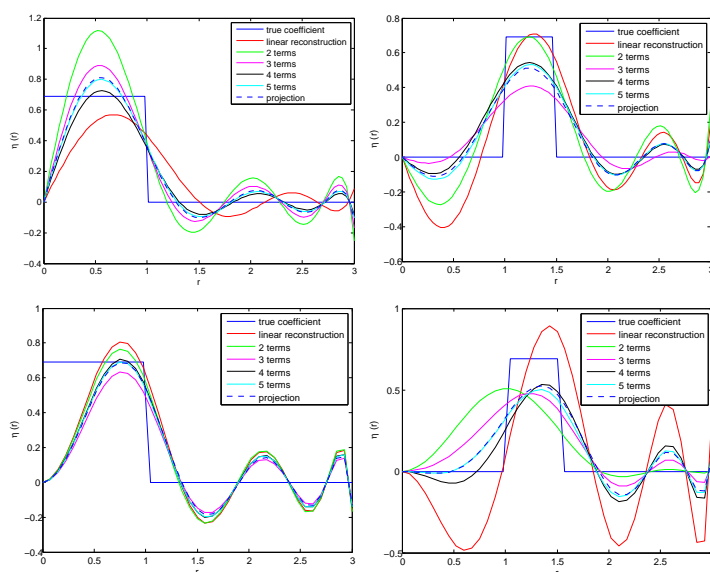 1.2
1
0.8
0.6
0.4
0.2
0
−0.2
−0.4
η (r)
0
0.5
1
1.5
2
2.5
3
r
true coefficient
linear reconstruction
2 terms
3 terms
4 terms
5 terms
projection
0.8
0.6
0.4
0.2
0
−0.2
0.4
−0.6
η (r)
0
0.5
1
1.5
2
2.5
3
r
true coefficient
linear reconstruction
2 terms
3 terms
4 terms
5 terms
projection
1
0.8
0.6
0.4
0.2
0
−0.2
−0.4
η (r)
0
0.5
1
1.5
2
2.5
3
r
true coefficient
linear reconstruction
2 terms
3 terms
4 terms
5 terms
projection
1
0.5
0
−0.5
η (r)
0
0.5
1
1.5
2
2.5
3
true coefficient
linear reconstruction
2 terms
3 terms
4 terms
5 terms
projection